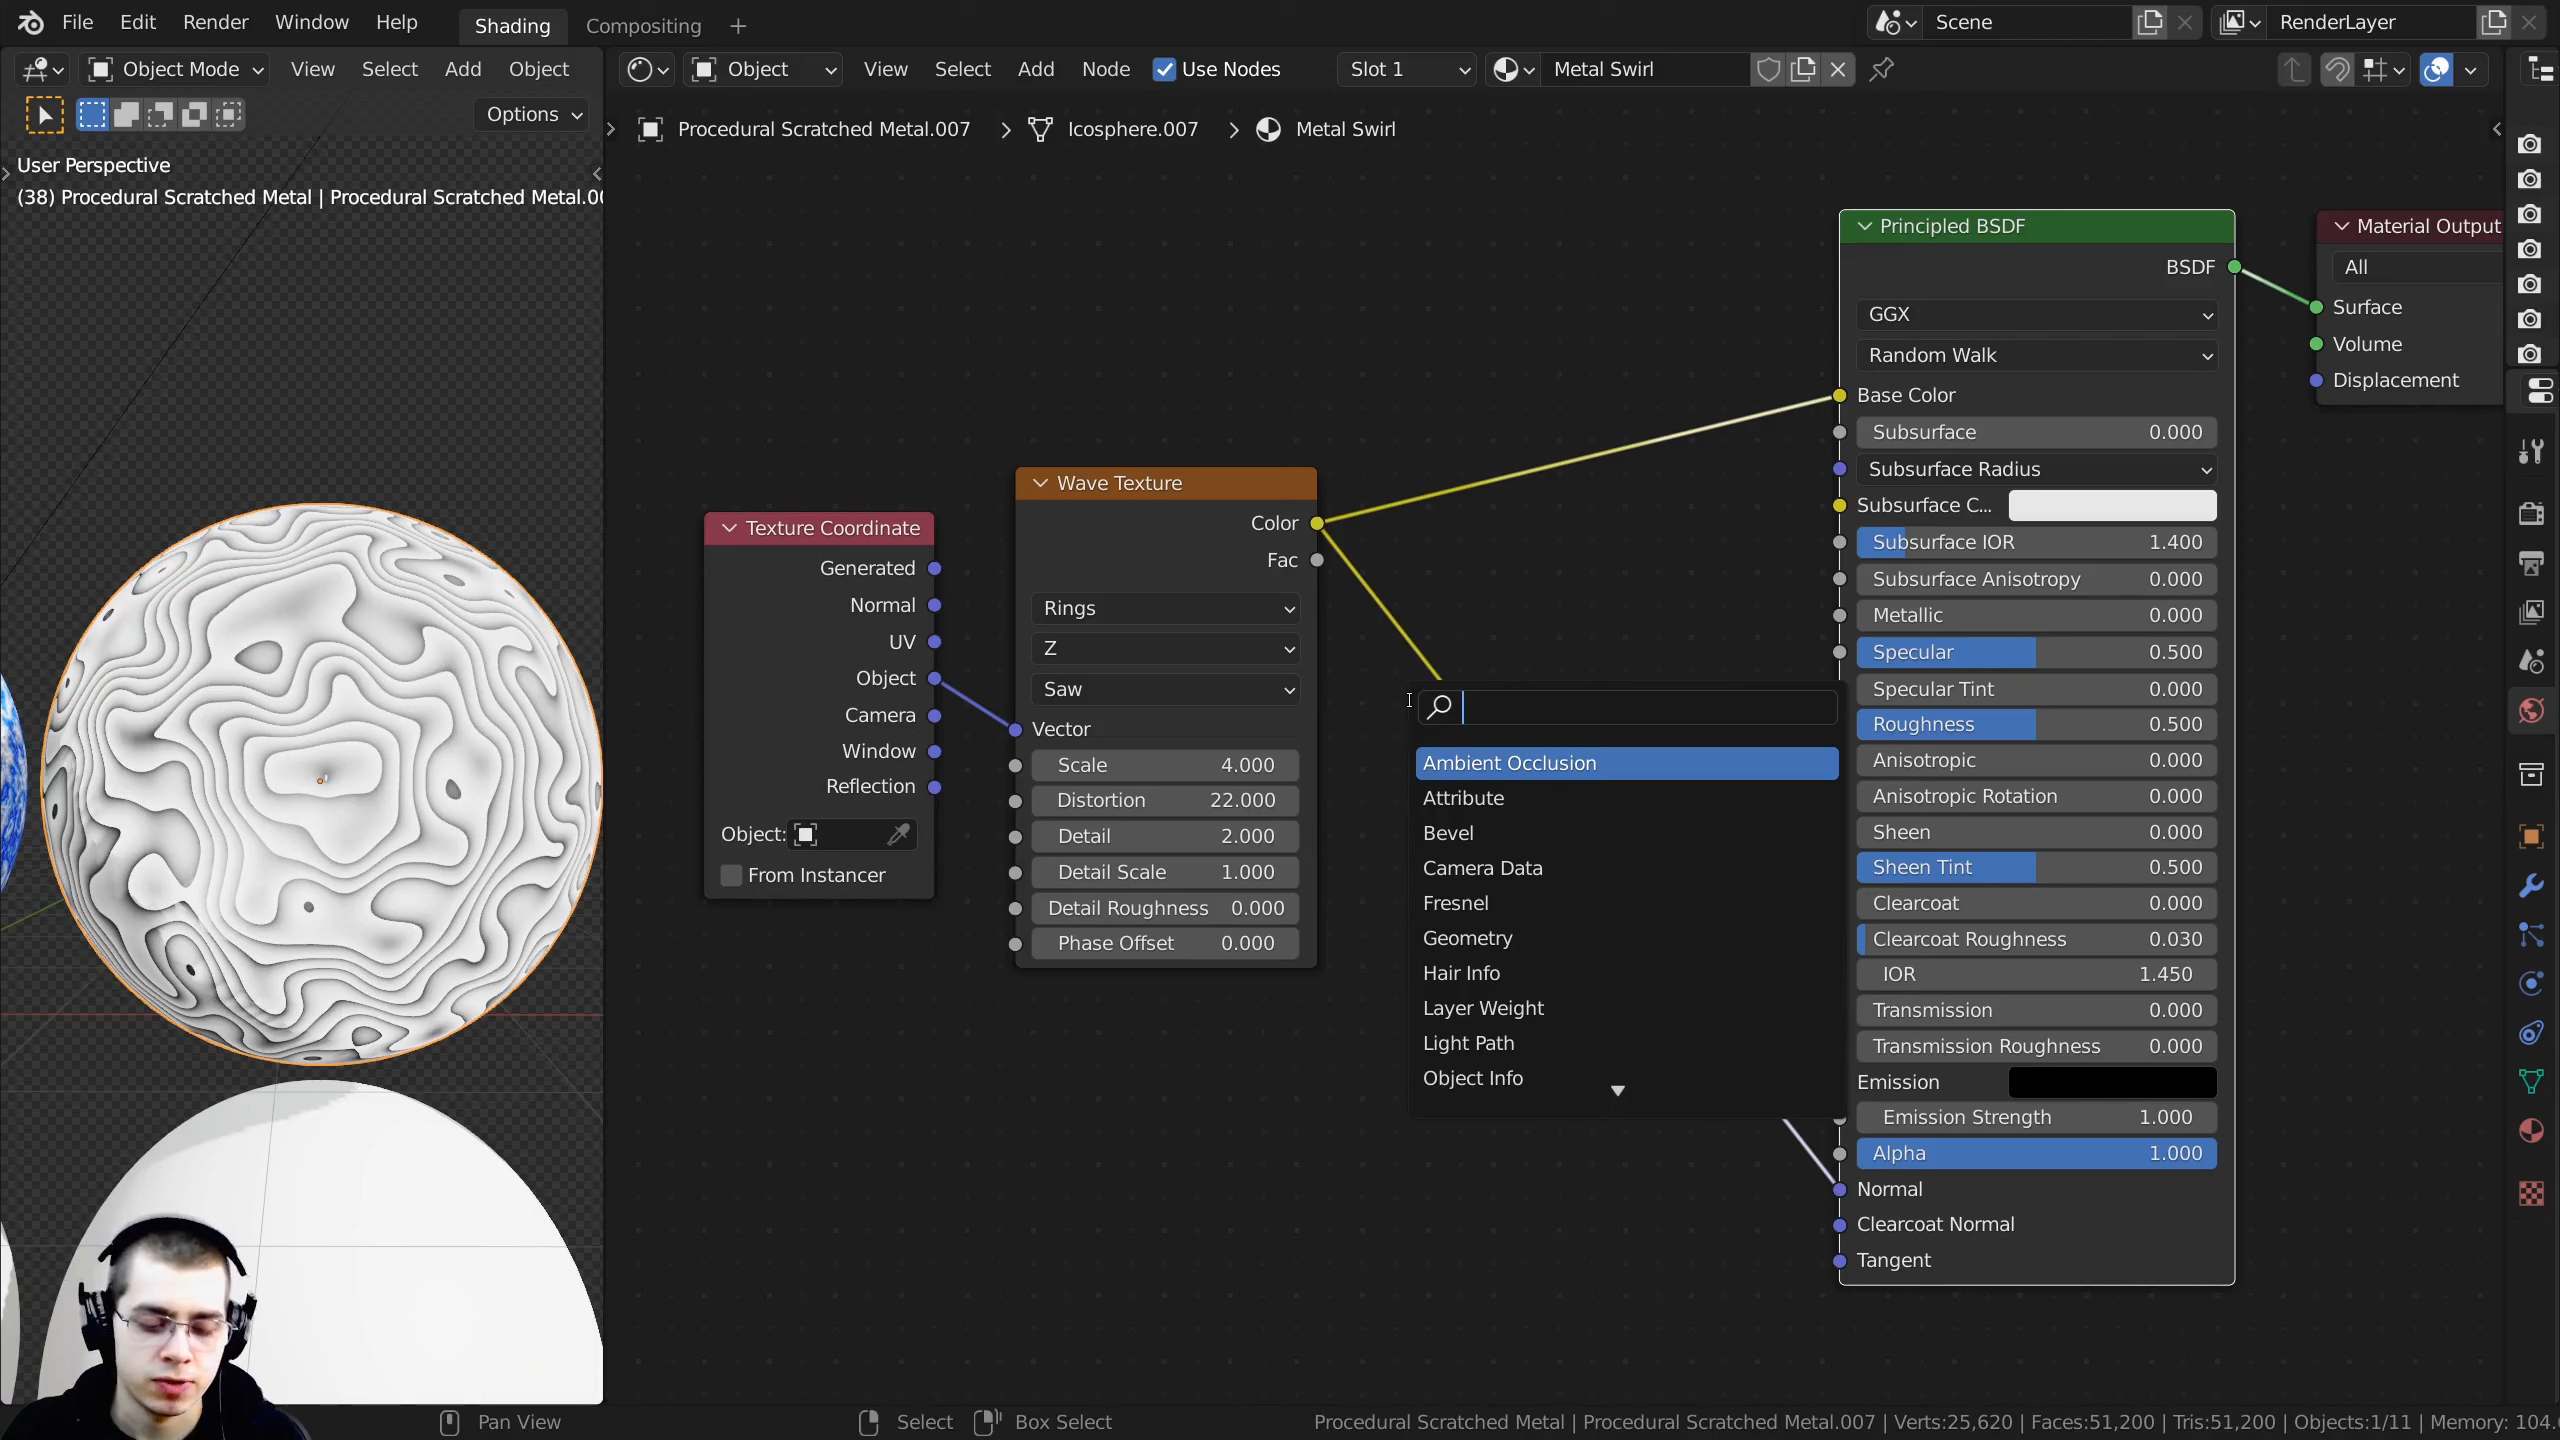 File Edit Render Window Help Shading Compositing + Scene RenderLayer
Object Mode View Select Add Object
Object View Select Add Node Use Nodes Slot 1 Metal Swirl
Options
Procedural Scratched Metal.007 > Icosphere.007 > Metal Swirl
User Perspective
(38) Procedural Scratched Metal | Procedural Scratched Metal.00
Texture Coordinate
Generated
Normal
UV
Object
Camera
Window
Reflection
Object:
From Instancer
Wave Texture
Color
Fac
Rings
Z
Saw
Vector
Scale 4.000
Distortion 22.000
Detail 2.000
Detail Scale 1.000
Detail Roughness 0.000
Phase Offset 0.000
Ambient Occlusion
Attribute
Bevel
Camera Data
Fresnel
Geometry
Hair Info
Layer Weight
Light Path
Object Info
Principled BSDF
BSDF
GGX
Random Walk
Base Color
Subsurface 0.000
Subsurface Radius
Subsurface C...
Subsurface IOR 1.400
Subsurface Anisotropy 0.000
Metallic 0.000
Specular 0.500
Specular Tint 0.000
Roughness 0.500
Anisotropic 0.000
Anisotropic Rotation 0.000
Sheen 0.000
Sheen Tint 0.500
Clearcoat 0.000
Clearcoat Roughness 0.030
IOR 1.450
Transmission 0.000
Transmission Roughness 0.000
Emission
Emission Strength 1.000
Alpha 1.000
Normal
Clearcoat Normal
Tangent
Material Output
All
Surface
Volume
Displacement
Pan View Select Box Select Procedural Scratched Metal | Procedural Scratched Metal.007 | Verts:25,620 | Faces:51,200 | Tris:51,200 | Objects:1/11 | Memory: 104.